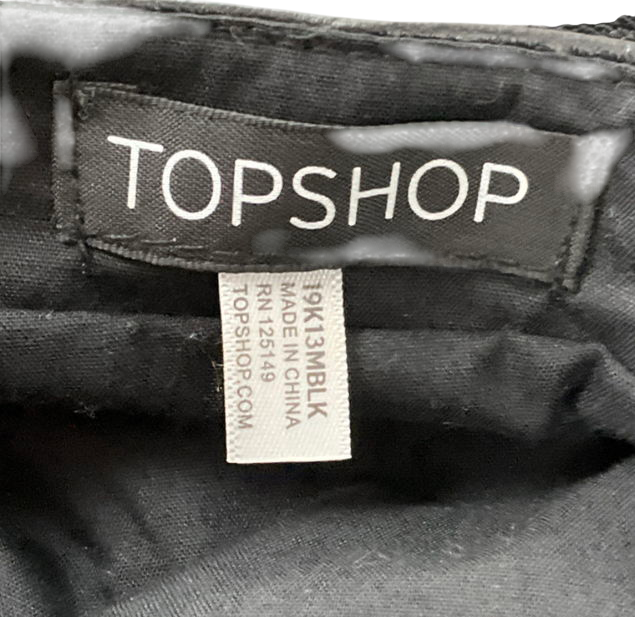 TOPSHOP
19K13MBLK
MADE IN CHINA
RN 125149
TOPSHOP.COM